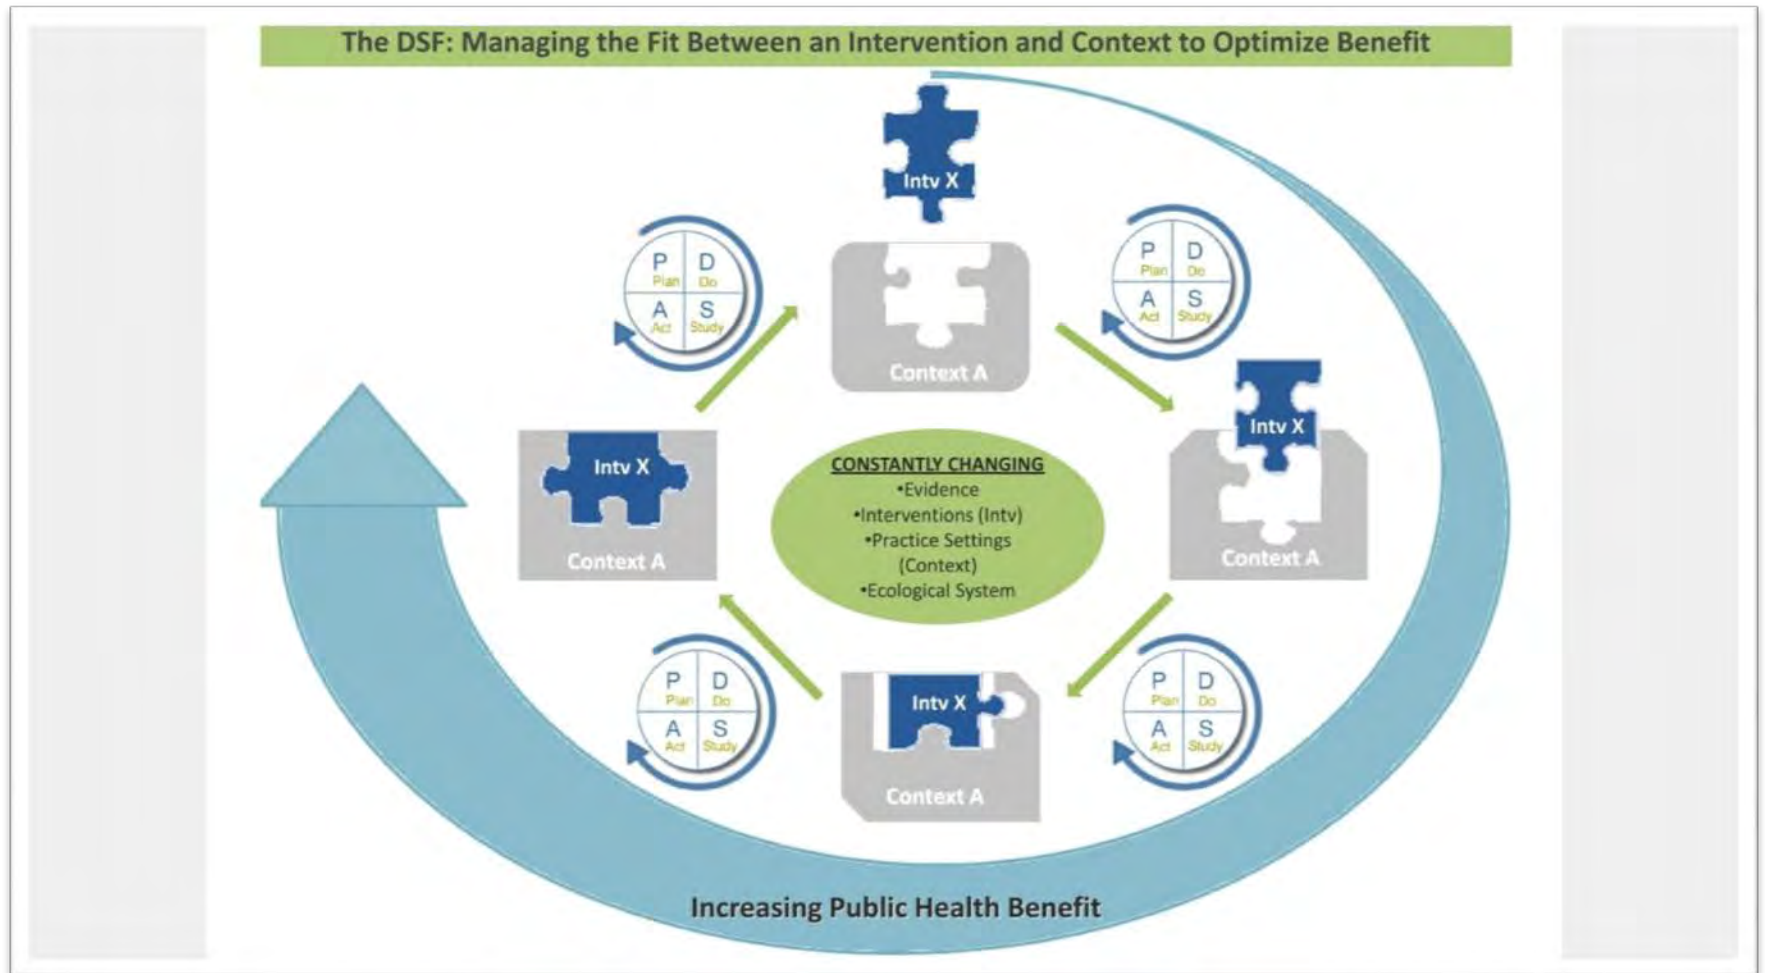 The DSF: Managing the Fit Between an Intervention and Context to Optimize Benefit
Intv X
Context A
P D
Plan Do
A S
Act Study
P D
Plan Do
A S
Act Study
Intv X
Context A
Intv X
Context A
CONSTANTLY CHANGING
•Evidence
•Interventions (Intv)
•Practice Settings
(Context)
•Ecological System
P D
Plan Do
A S
Act Study
P D
Plan Do
A S
Act Study
Intv X
Context A
Increasing Public Health Benefit